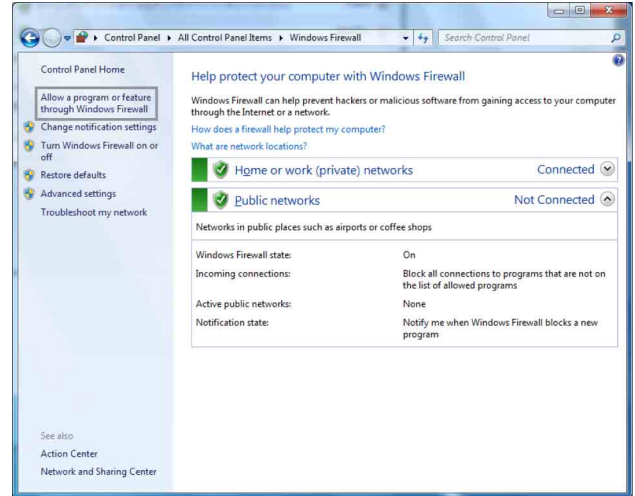 Control Panel ▸ All Control Panel Items ▸ Windows Firewall
Search Control Panel
Control Panel Home
Allow a program or feature
through Windows Firewall
Change notification settings
Turn Windows Firewall on or
off
Restore defaults
Advanced settings
Troubleshoot my network
See also
Action Center
Network and Sharing Center
Help protect your computer with Windows Firewall
Windows Firewall can help prevent hackers or malicious software from gaining access to your computer
through the Internet or a network.
How does a firewall help protect my computer?
What are network locations?
Home or work (private) networks Connected
Public networks Not Connected
Networks in public places such as airports or coffee shops
Windows Firewall state: On
Incoming connections: Block all connections to programs that are not on
the list of allowed programs
Active public networks: None
Notification state: Notify me when Windows Firewall blocks a new
program